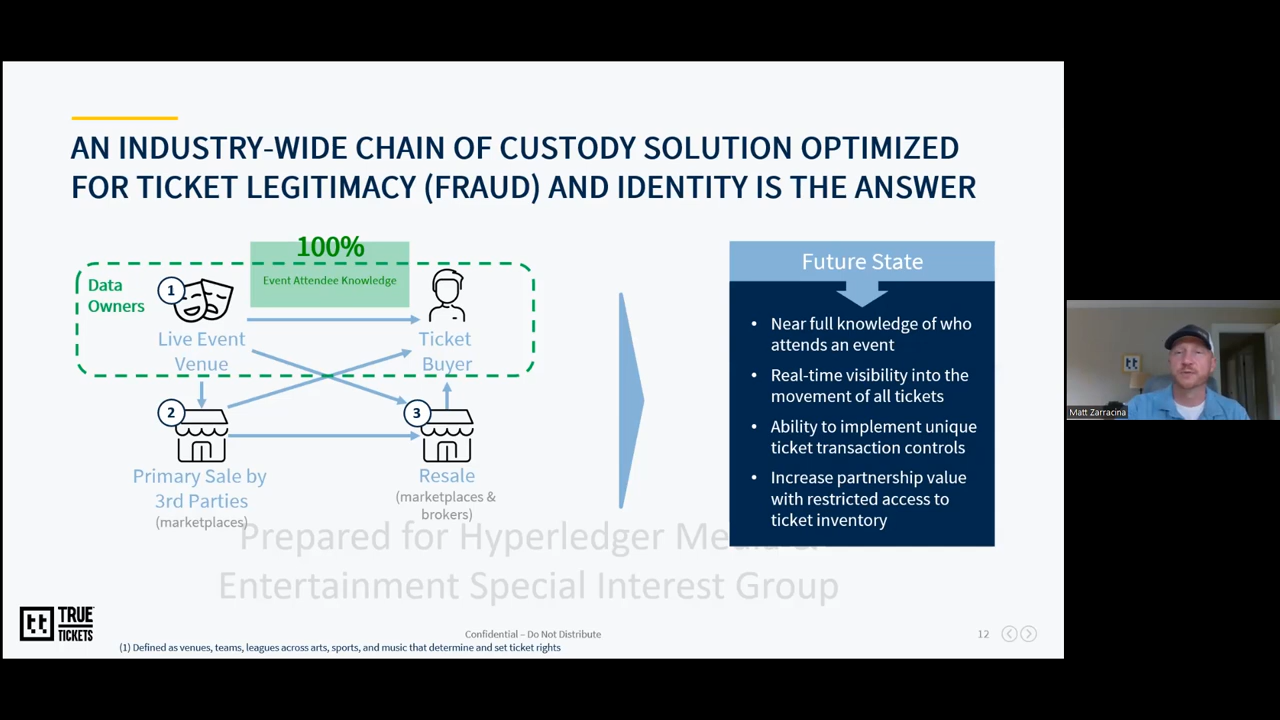 AN INDUSTRY-WIDE CHAIN OF CUSTODY SOLUTION OPTIMIZED
FOR TICKET LEGITIMACY (FRAUD) AND IDENTITY IS THE ANSWER
100%
Event Attendee Knowledge
Data
Owners
1
Live Event
Venue
Ticket
Buyer
2
Primary Sale by
3rd Parties
(marketplaces)
3
Resale
(marketplaces &
brokers)
Future State
• Near full knowledge of who
attends an event
• Real-time visibility into the
movement of all tickets
• Ability to implement unique
ticket transaction controls
• Increase partnership value
with restricted access to
ticket inventory
Prepared for Hyperledger Media &
Entertainment Special Interest Group
tt TRUE
TICKETS
Confidential – Do Not Distribute
12
(1) Defined as venues, teams, leagues across arts, sports, and music that determine and set ticket rights
tt
Matt Zarracina